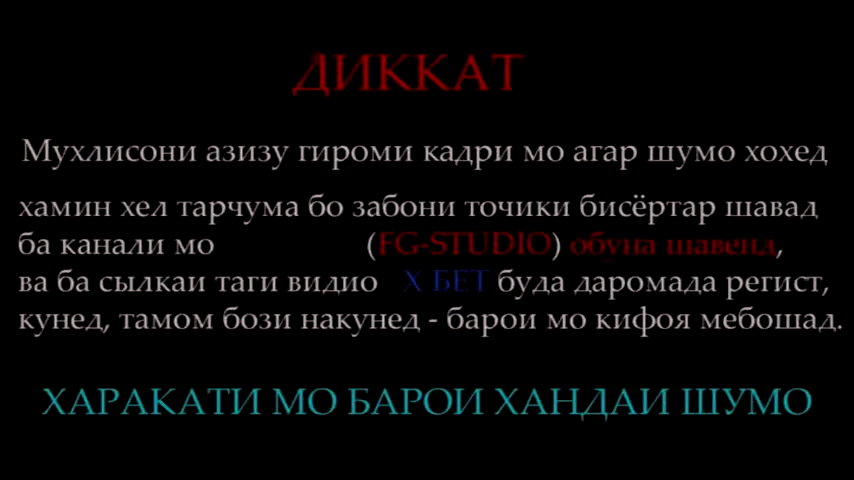 ДИККАТ
Мухлисони азизу гироми кадри мо агар шумо хохед
хамин хел тарчума бо забони точики бисёртар шавад
ба канали мо (FG-STUDIO) обуна шавенд,
ва ба сылкаи таги видио Х БЕТ буда даромада регист,
кунед, тамом бози накунед - барои мо кифоя мебошад.
ХАРАКАТИ МО БАРОИ ХАНДАИ ШУМО